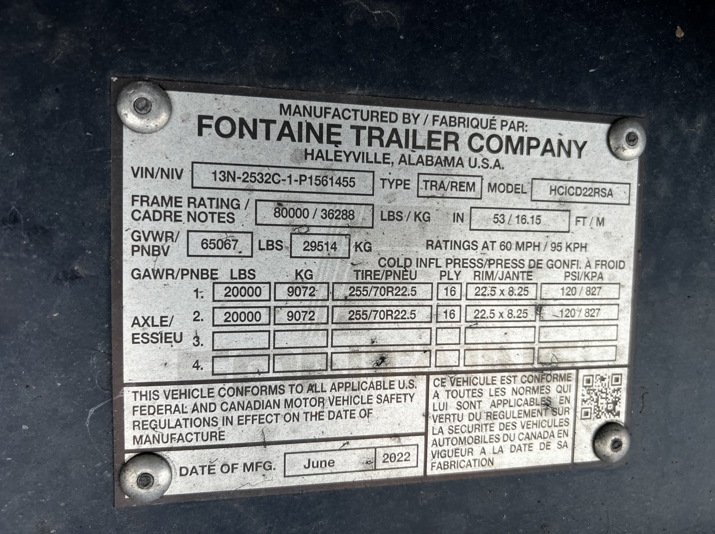 MANUFACTURED BY / FABRIQUÉ PAR:
FONTAINE TRAILER COMPANY
HALEYVILLE, ALABAMA U.S.A.
VIN/NIV 13N-2532C-1-P1561455 TYPE TRA/REM MODEL HCICD22RSA
FRAME RATING / CADRE NOTES 80000 / 36288 LBS / KG IN 53 / 16.15 FT / M
GVWR/ PNBV 65067 LBS 29514 KG RATINGS AT 60 MPH / 95 KPH
COLD INFL PRESS/PRESS DE GONFL À FROID
GAWR/PNBE LBS KG TIRE/PNEU PLY RIM/JANTE PSI/KPA
1. 20000 9072 255/70R22.5 16 22.5 x 8.25 120 / 827
AXLE/ ESSIEU
2. 20000 9072 255/70R22.5 16 22.5 x 8.25 120 / 827
3.
4.
THIS VEHICLE CONFORMS TO ALL APPLICABLE U.S.
FEDERAL AND CANADIAN MOTOR VEHICLE SAFETY
REGULATIONS IN EFFECT ON THE DATE OF
MANUFACTURE
DATE OF MFG. June 2022
CE VÉHICULE EST CONFORME
A TOUTES LES NORMES QUI
LUI SONT APPLICABLES EN
VERTU DU REGULEMENT SUR
LA SECURITE DES VEHICULES
AUTOMOBILES DU CANADA EN
VIGUEUR A LA DATE DE SA
FABRICATION